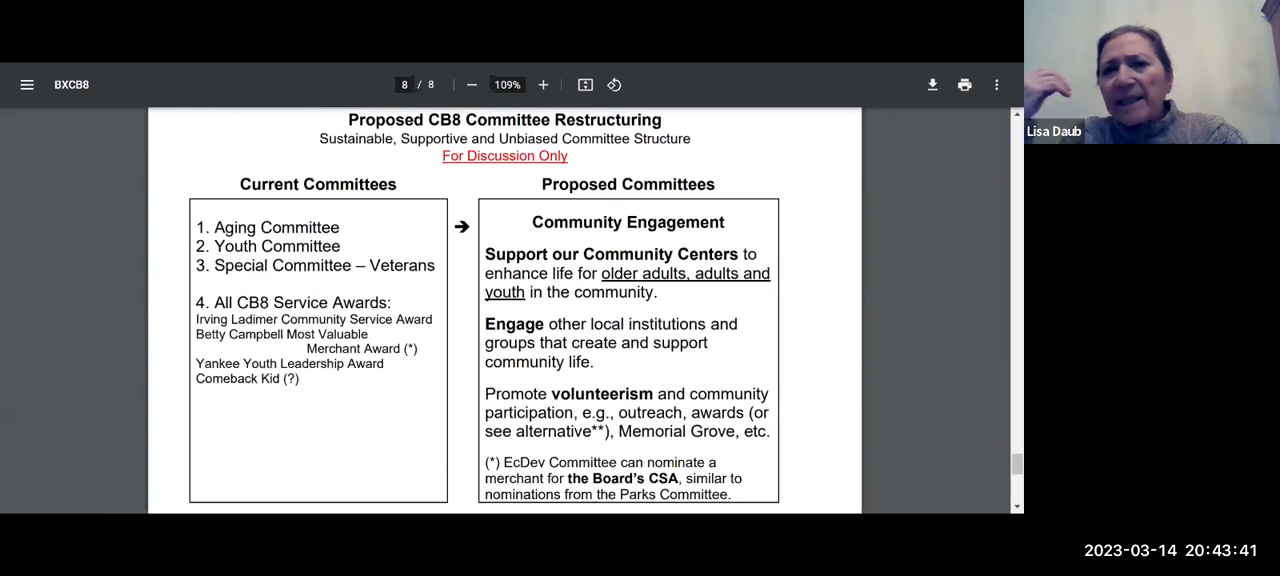 BXCB8
8 / 8
109%
Lisa Daub
Proposed CB8 Committee Restructuring
Sustainable, Supportive and Unbiased Committee Structure
For Discussion Only
Current Committees
1. Aging Committee
2. Youth Committee
3. Special Committee – Veterans
4. All CB8 Service Awards:
Irving Ladimer Community Service Award
Betty Campbell Most Valuable
Merchant Award (*)
Yankee Youth Leadership Award
Comeback Kid (?)
➔
Proposed Committees
Community Engagement
Support our Community Centers to
enhance life for older adults, adults and
youth in the community.
Engage other local institutions and
groups that create and support
community life.
Promote volunteerism and community
participation, e.g., outreach, awards (or
see alternative**), Memorial Grove, etc.
(*) EcDev Committee can nominate a
merchant for the Board's CSA, similar to
nominations from the Parks Committee.
2023-03-14 20:43:41